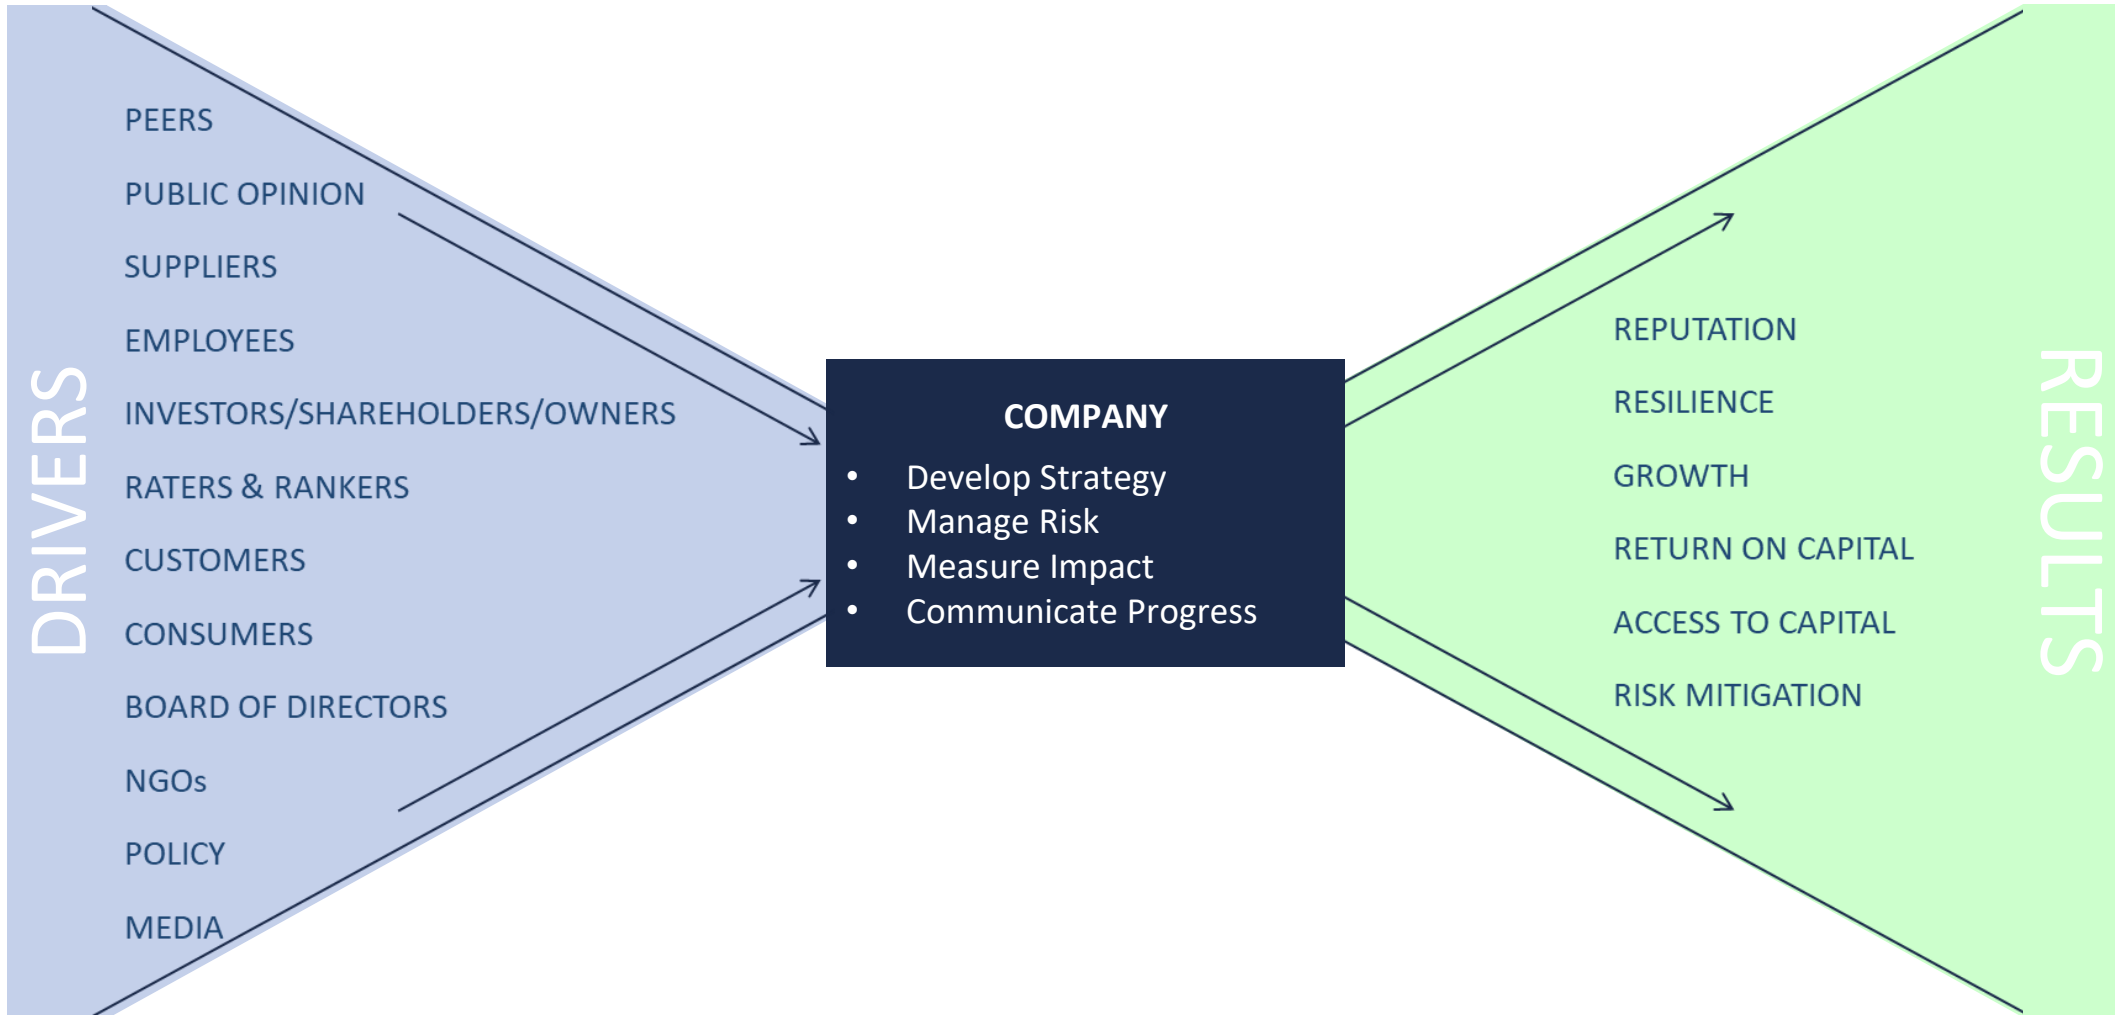 DRIVERS
PEERS
PUBLIC OPINION
SUPPLIERS
EMPLOYEES
INVESTORS/SHAREHOLDERS/OWNERS
RATERS & RANKERS
CUSTOMERS
CONSUMERS
BOARD OF DIRECTORS
NGOs
POLICY
MEDIA
COMPANY
• Develop Strategy
• Manage Risk
• Measure Impact
• Communicate Progress
REPUTATION
RESILIENCE
GROWTH
RETURN ON CAPITAL
ACCESS TO CAPITAL
RISK MITIGATION
RESULTS